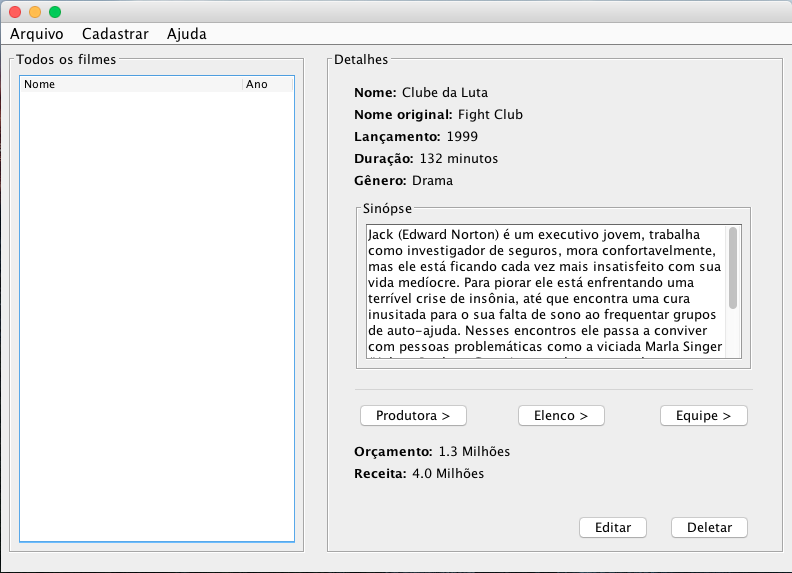 Arquivo Cadastrar Ajuda
Todos os filmes
Nome Ano
Detalhes
Nome: Clube da Luta
Nome original: Fight Club
Lançamento: 1999
Duração: 132 minutos
Gênero: Drama
Sinópse
Jack (Edward Norton) é um executivo jovem, trabalha
como investigador de seguros, mora confortavelmente,
mas ele está ficando cada vez mais insatisfeito com sua
vida medíocre. Para piorar ele está enfrentando uma
terrível crise de insônia, até que encontra uma cura
inusitada para o sua falta de sono ao frequentar grupos
de auto-ajuda. Nesses encontros ele passa a conviver
com pessoas problemáticas como a viciada Marla Singer
Produtora >
Elenco >
Equipe >
Orçamento: 1.3 Milhões
Receita: 4.0 Milhões
Editar
Deletar